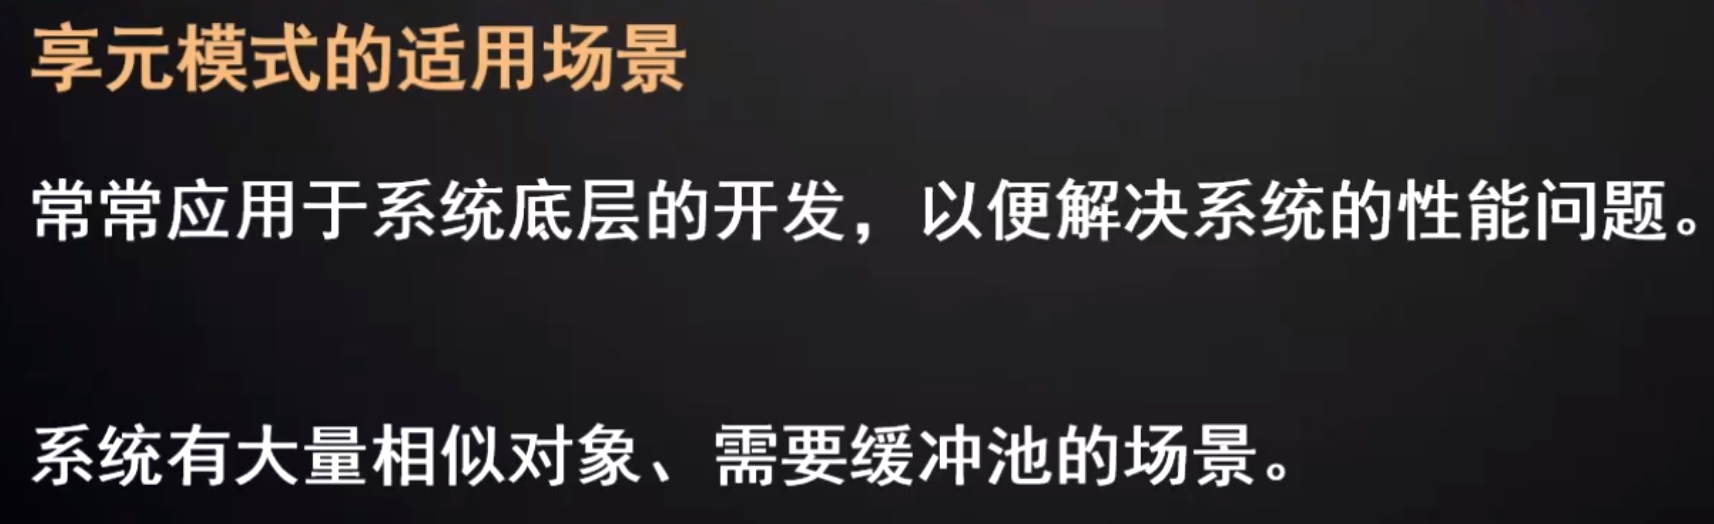 享元模式的适用场景
常常应用于系统底层的开发，以便解决系统的性能问题。
系统有大量相似对象、需要缓冲池的场景。